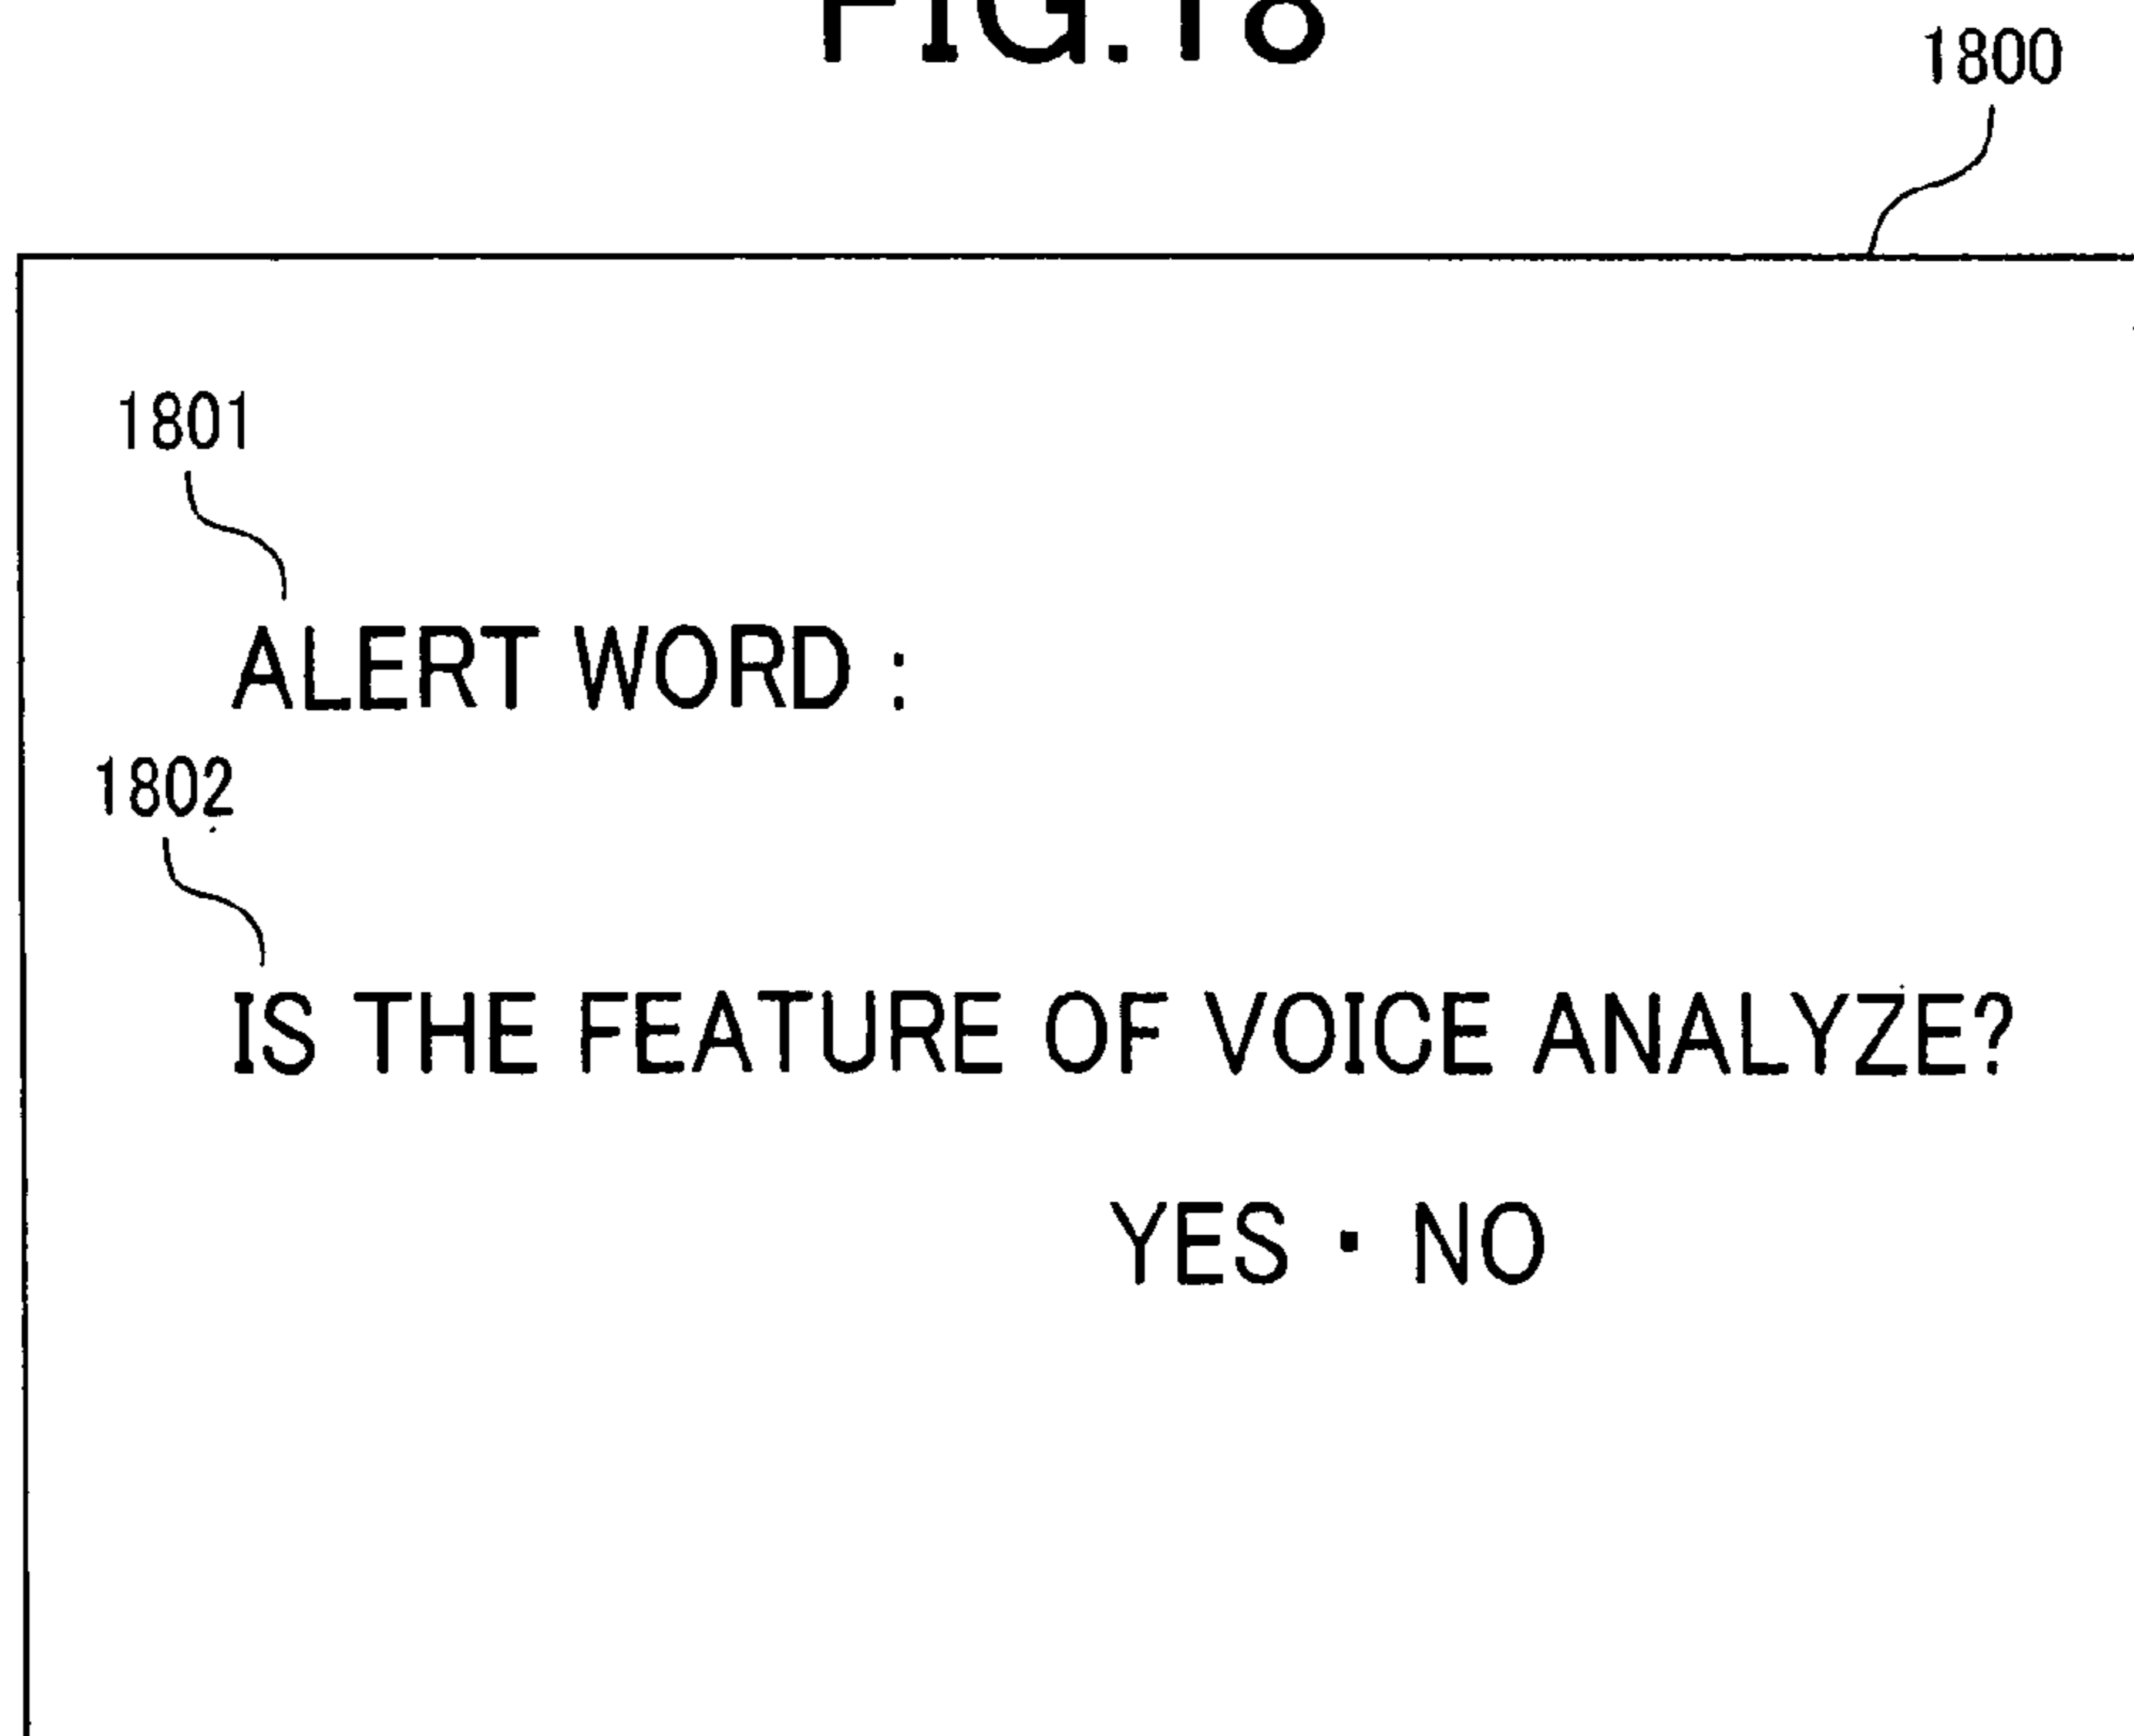 FIG.18
1800
1801
ALERT WORD :
1802
IS THE FEATURE OF VOICE ANALYZE?
YES · NO